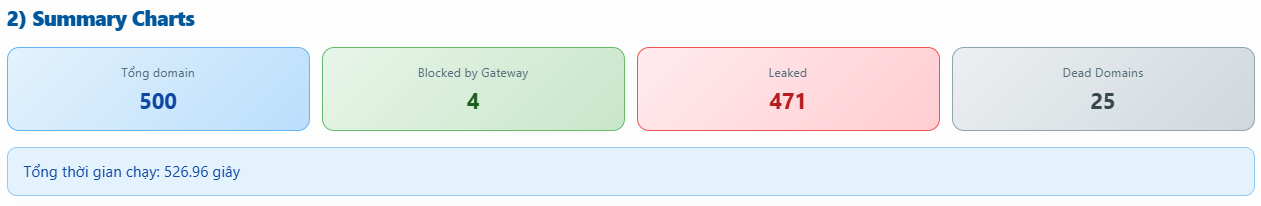 2) Summary Charts
Tổng domain
500
Blocked by Gateway
4
Leaked
471
Dead Domains
25
Tổng thời gian chạy: 526.96 giây